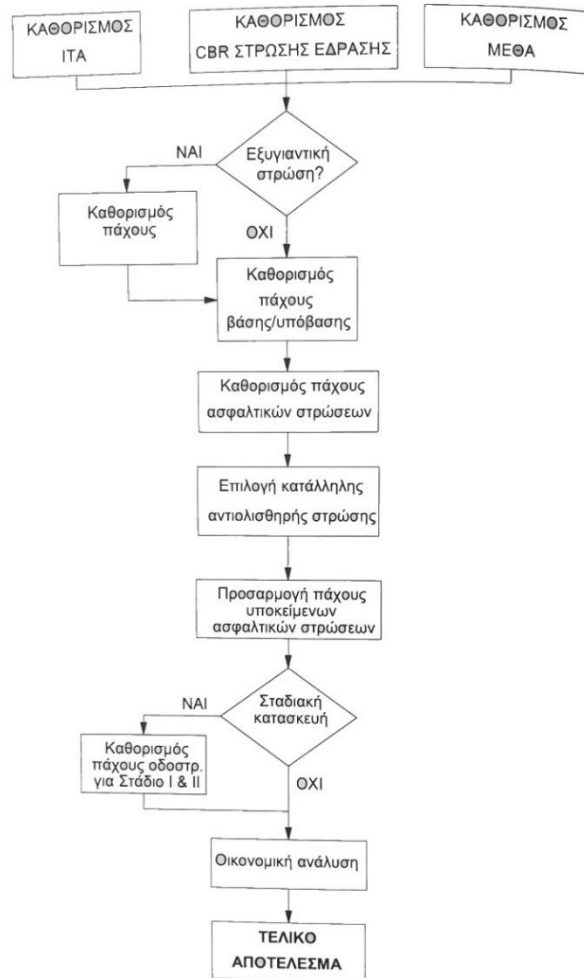 ΚΑΘΟΡΙΣΜΟΣ
ΙΤΑ
ΚΑΘΟΡΙΣΜΟΣ
CBR ΣΤΡΩΣΗΣ ΕΔΡΑΣΗΣ
ΚΑΘΟΡΙΣΜΟΣ
ΜΕΘΑ
Εξυγιαντική
στρώση?
ΝΑΙ
ΟΧΙ
Καθορισμός
πάχους
Καθορισμός
πάχους
βάσης/υπόβασης
Καθορισμός πάχους
ασφαλτικών στρώσεων
Επιλογή κατάλληλης
αντιολισθηρής στρώσης
Προσαρμογή πάχους
υποκείμενων
ασφαλτικών στρώσεων
Σταδιακή
κατασκευή
ΝΑΙ
ΟΧΙ
Καθορισμός
πάχους οδοστρ.
για Στάδιο Ι & ΙΙ
Οικονομική ανάλυση
ΤΕΛΙΚΟ
ΑΠΟΤΕΛΕΣΜΑ